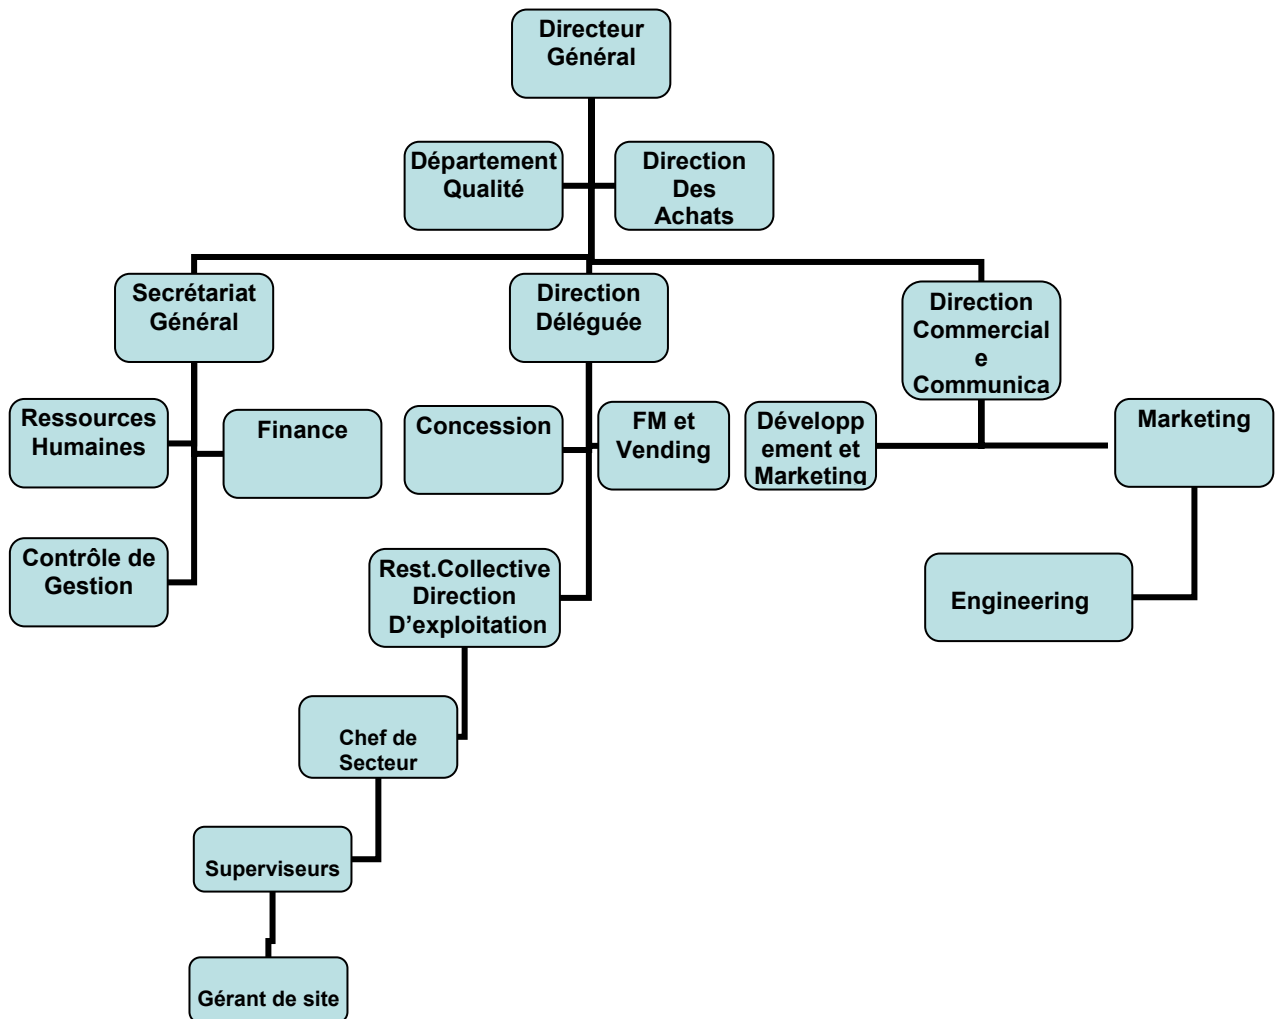 Directeur
Général
Département
Qualité
Direction
Des
Achats
Secrétariat
Général
Direction
Déléguée
Direction
Commercial
e
Communica
Ressources
Humaines
Finance
Concession
FM et
Vending
Développ
ement et
Marketing
Marketing
Contrôle de
Gestion
Rest.Collective
Direction
D’exploitation
Engineering
Chef de
Secteur
Superviseurs
Gérant de site